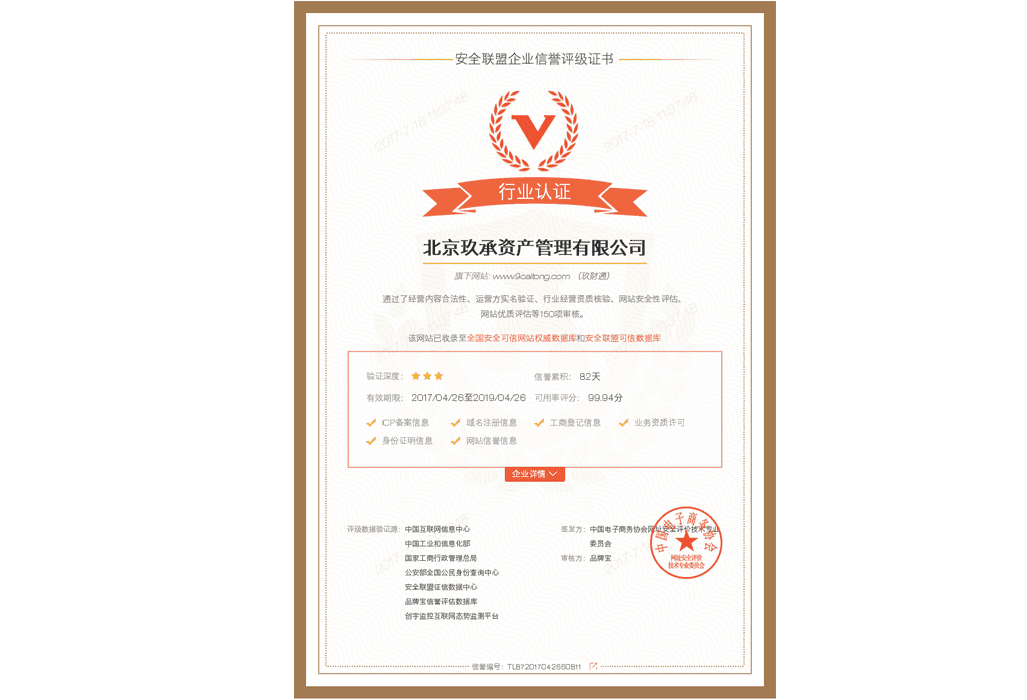 安全联盟企业信誉评级证书
行业认证
北京玖承资产管理有限公司
旗下网站: www.9caitong.com （玖财通）
通过了经营内容合法性、运营方实名验证、行业经营资质核验、网站安全性评估、
网站优质评估等150项审核。
该网站已收录至全国安全可信网站权威数据库和安全联盟可信数据库
验证深度： 信誉累积： 82天
有效期限： 2017/04/26至2019/04/26 可用率评分： 99.94分
ICP备案信息 域名注册信息 工商登记信息 业务资质许可
身份证明信息 网站信誉信息
企业详情
评级数据验证源： 中国互联网信息中心
中国工业和信息化部
国家工商行政管理总局
公安部全国公民身份查询中心
安全联盟征信数据中心
品牌宝信誉评估数据库
创宇监控互联网态势监测平台
签发方： 中国电子商务协会网址安全评价技术专业
委员会
审核方： 品牌宝
中国电子商务协会
网址安全评价
技术专业委员会
信誉编号： TLB72017042660811